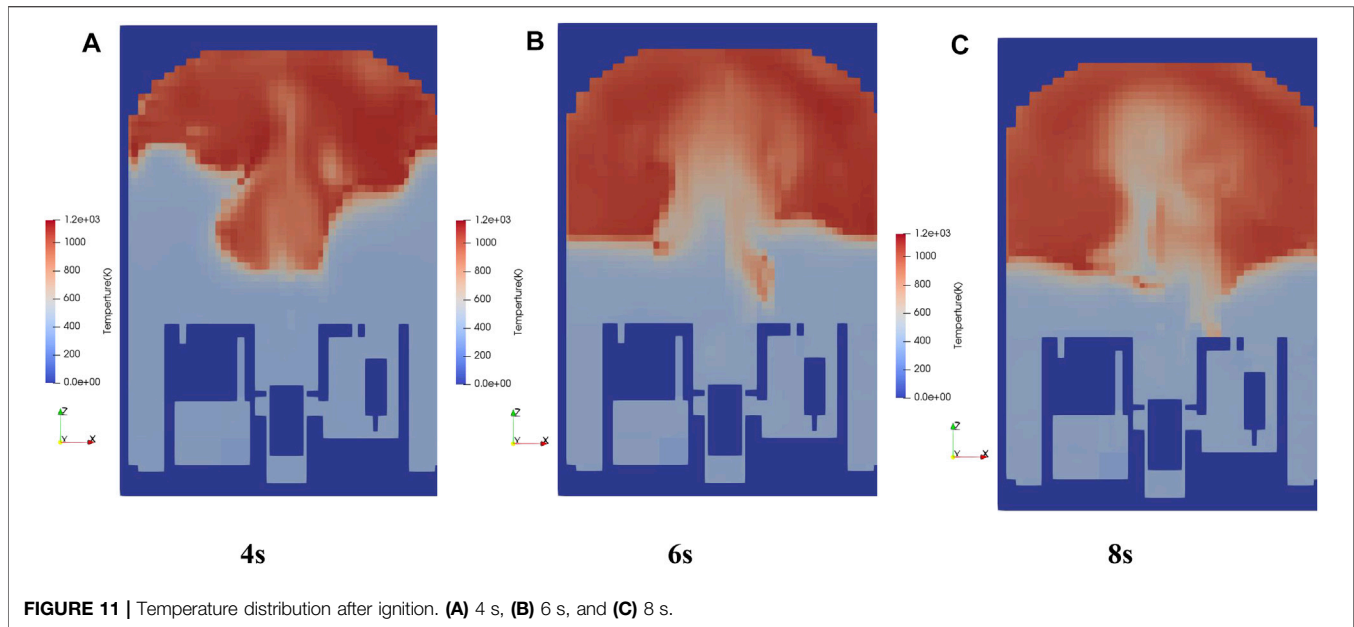 A
B
C
1.2e+03
1000
800
600
400
200
0.0e+00
Temperture(K)
Z
Y
X
1.2e+03
1000
800
600
400
200
0.0e+00
Temperture(K)
Z
Y
X
1.2e+03
1000
800
600
400
200
0.0e+00
Temperture(K)
Z
Y
X
4s
6s
8s
FIGURE 11 | Temperature distribution after ignition. (A) 4 s, (B) 6 s, and (C) 8 s.